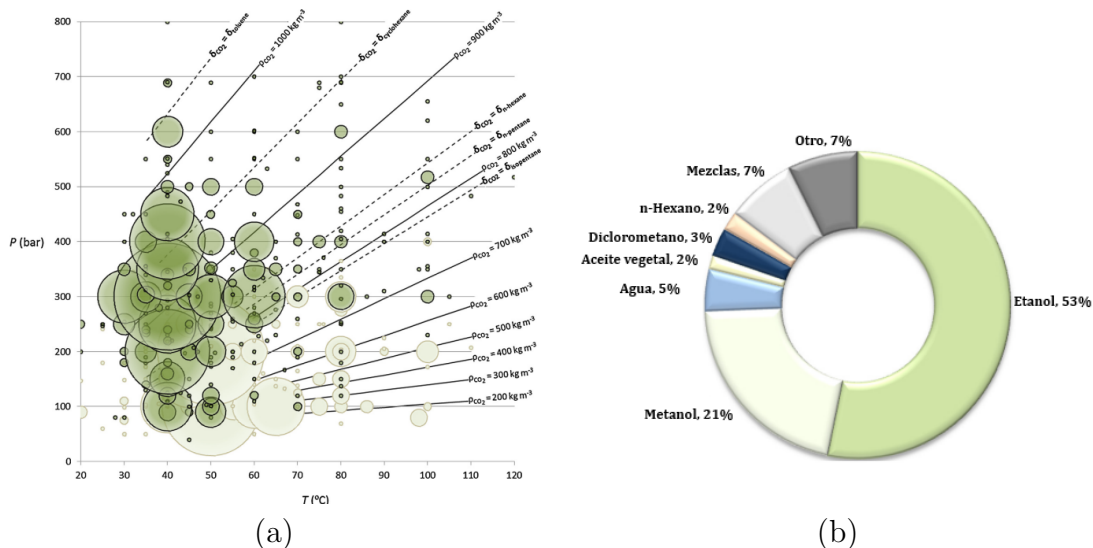 δCO₂ = δtoluene
ρCO₂ = 1000 kg m⁻³
δCO₂ = δcyclohexane
ρCO₂ = 900 kg m⁻³
δCO₂ = δn-hexane
δCO₂ = δn-pentane
ρCO₂ = 800 kg m⁻³
ρCO₂ = 700 kg m⁻³
ρCO₂ = 600 kg m⁻³
ρCO₂ = 500 kg m⁻³
ρCO₂ = 400 kg m⁻³
ρCO₂ = 300 kg m⁻³
ρCO₂ = 200 kg m⁻³
800
700
600
500
P (bar)
400
300
200
100
0
20 30 40 50 60 70 80 90 100 110 120
T (°C)
(a)
Otro, 7%
Mezclas, 7%
n-Hexano, 2%
Diclorometano, 3%
Aceite vegetal, 2%
Agua, 5%
Etanol, 53%
Metanol, 21%
(b)